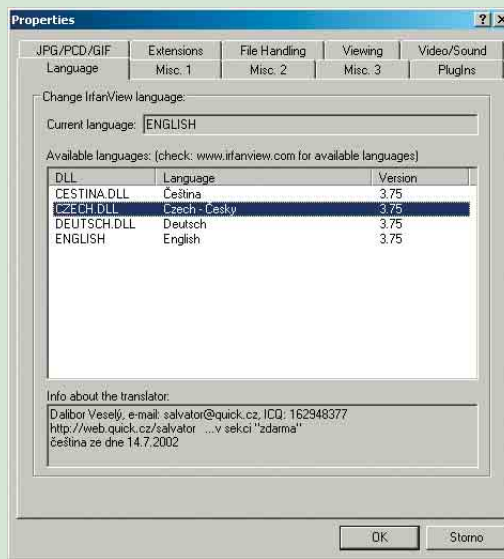 Properties
JPG/PCD/GIF Extensions File Handling Viewing Video/Sound
Language Misc. 1 Misc. 2 Misc. 3 PlugIns
Change IrfanView language:
Current language: ENGLISH
Available languages: (check: www.irfanview.com for available languages)
DLL Language Version
CESTINA.DLL Čeština 3.75
CZECH.DLL Czech - Česky 3.75
DEUTSCH.DLL Deutsch 3.75
ENGLISH English 3.75
Info about the translator:
Dalibor Veselý, e-mail: salvator@quick.cz, ICQ: 162948377
http://web.quick.cz/salvator ...v sekci "zdarma"
čeština ze dne 14.7.2002
OK Storno